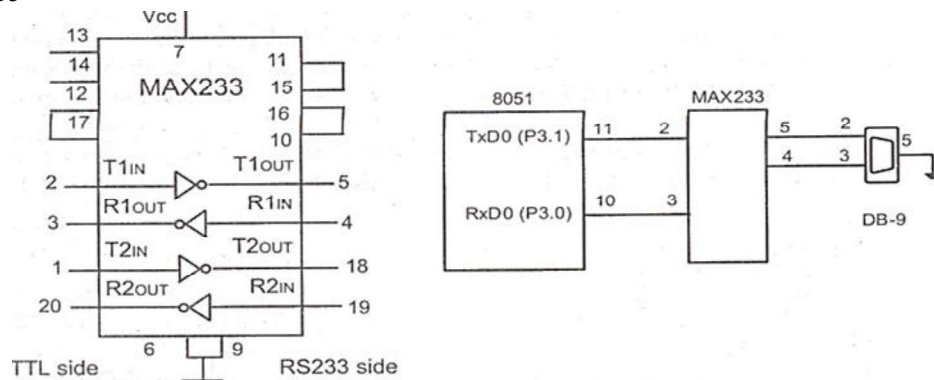 Vcc
13
7
14
11
MAX233
12
15
17
16
10
T1IN
T1OUT
2
5
R1OUT
R1IN
3
4
T2IN
T2OUT
1
18
R2OUT
R2IN
20
19
6
9
TTL side
RS233 side
8051
MAX233
TxD0 (P3.1)
11
2
5
2
5
4
3
RxD0 (P3.0)
10
3
DB-9